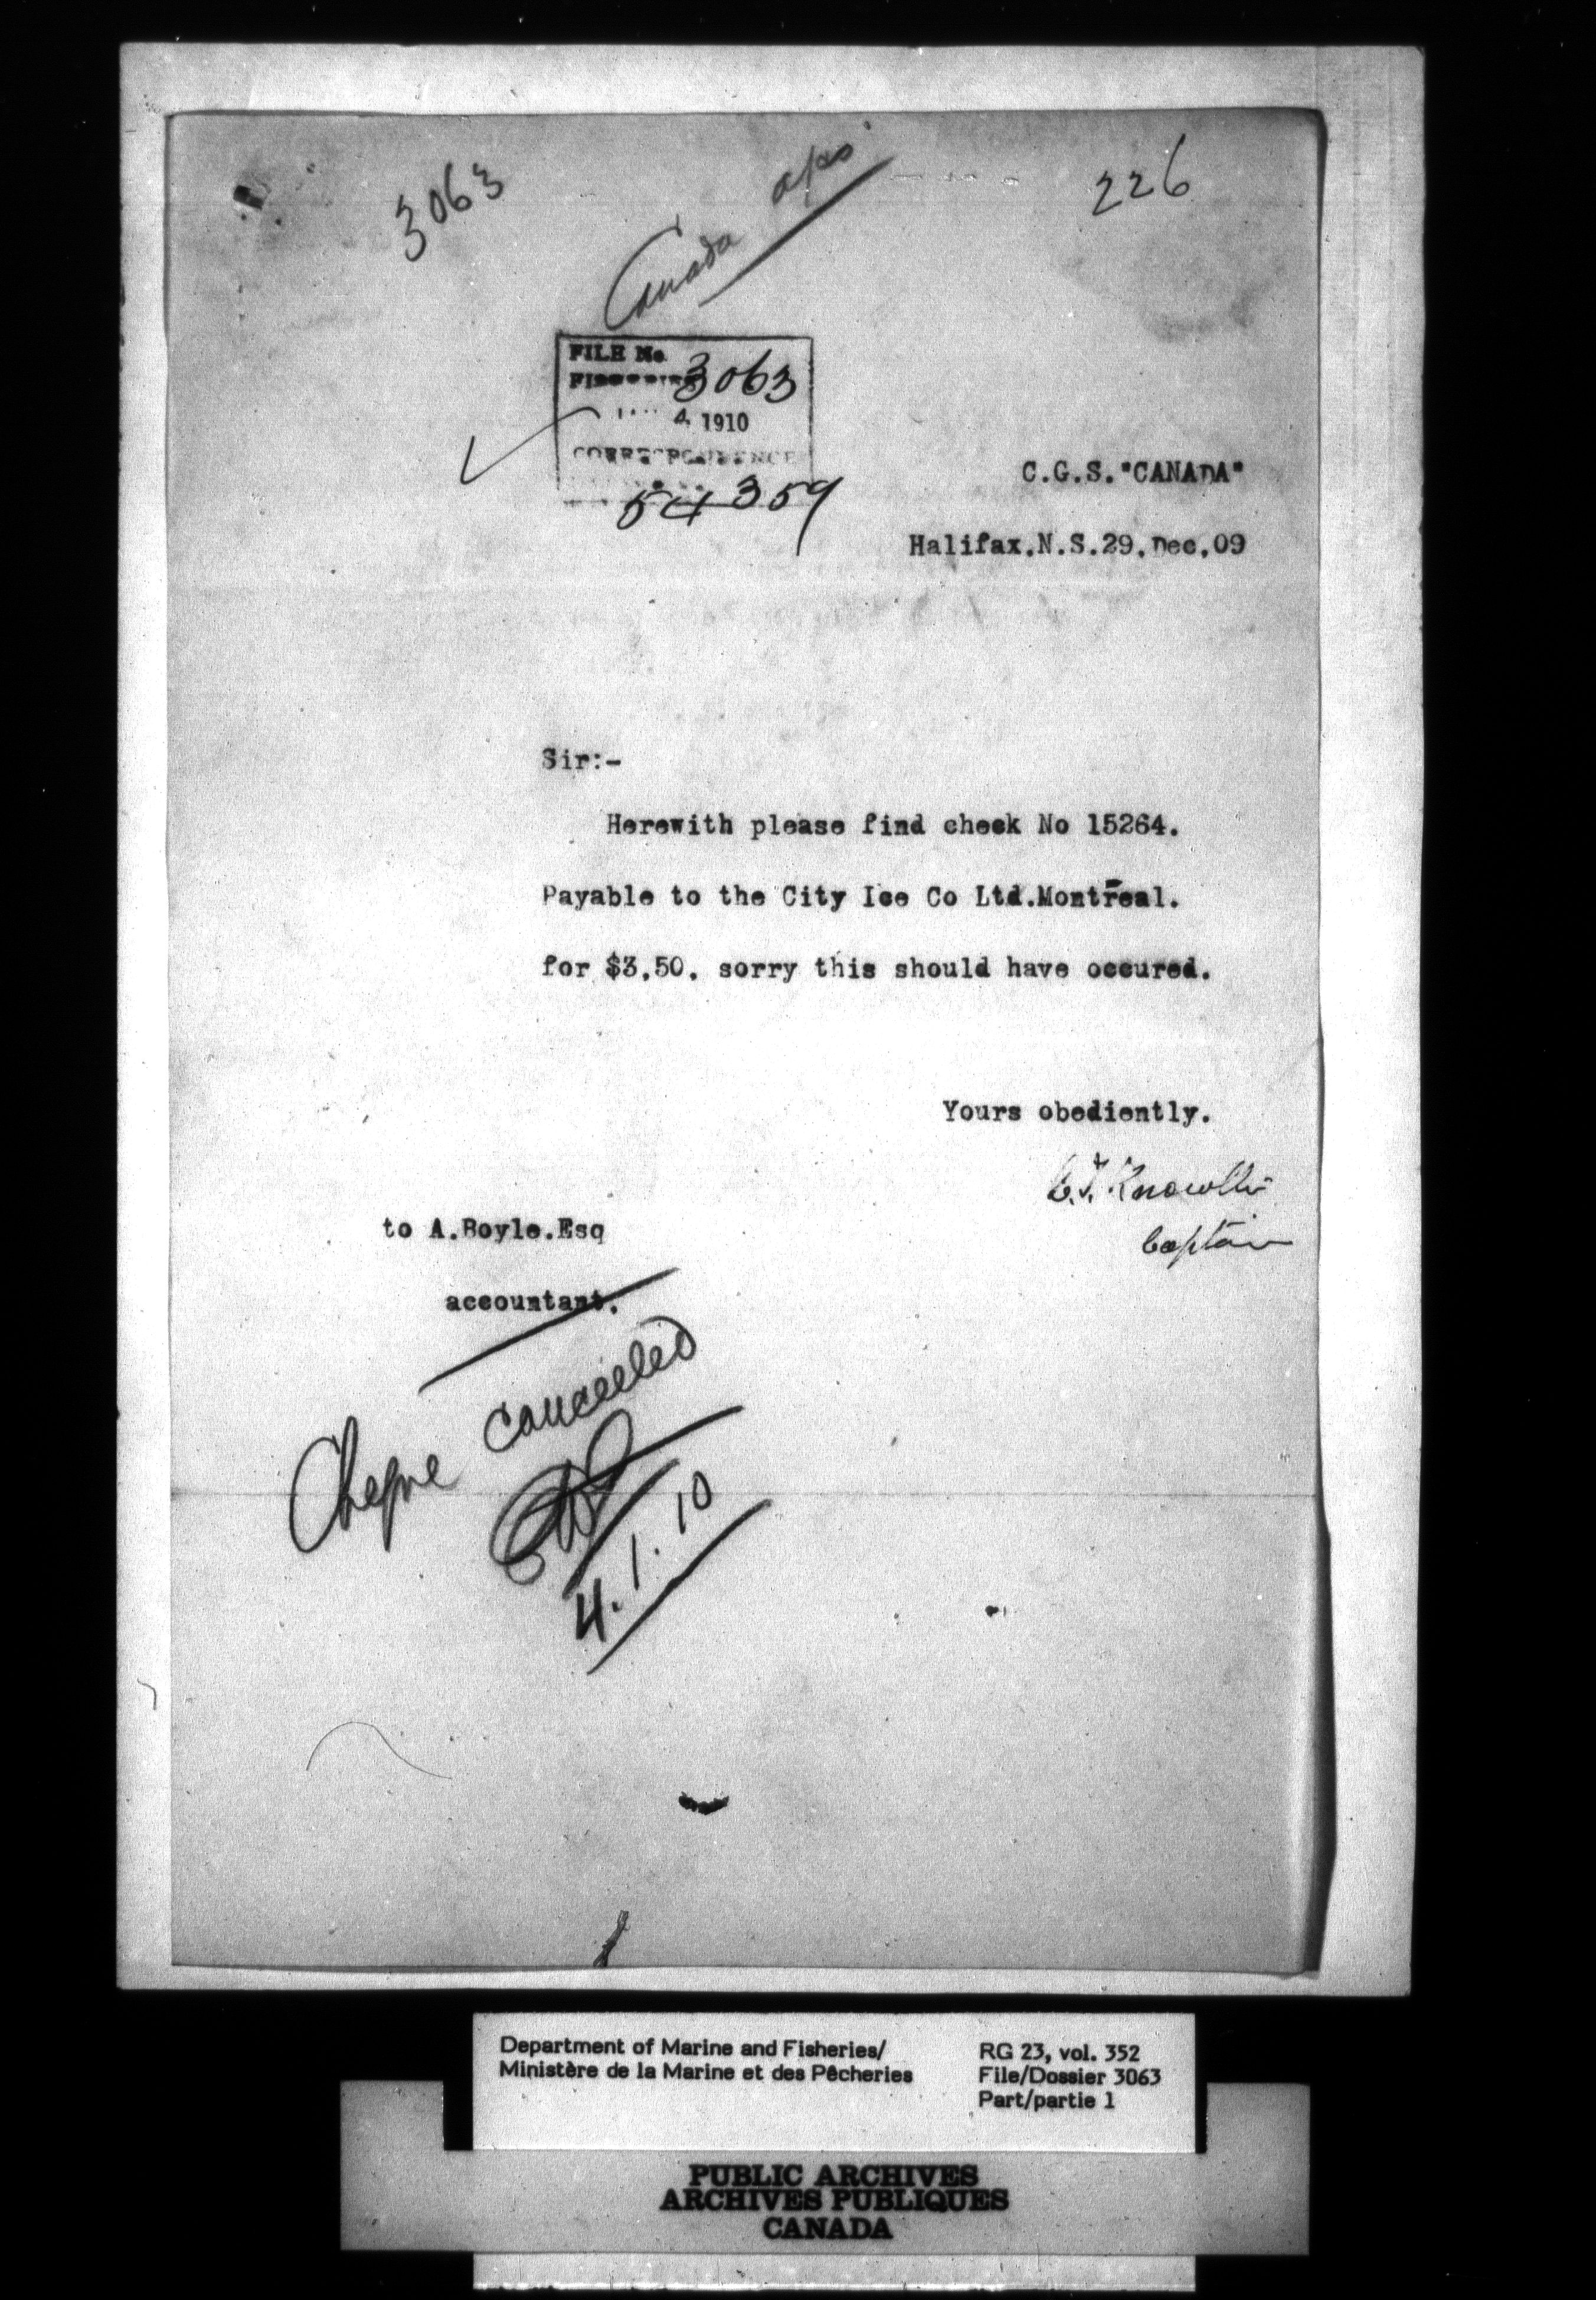 3063
226
Canada
FILE No
3063
4 1910
CORRESPONDENCE
54359
C.G.S."CANADA"
Halifax.N.S.29.Dec.09
Sir:-
Herewith please find check No 15264.
Payable to the City Ice Co Ltd.Montreal.
for $3,50. sorry this should have occured.
Yours obediently.
C.T. Knowlton
Captain
to A.Boyle.Esq
accountant.
Cheque cancelled
4.1.10
Department of Marine and Fisheries/
Ministère de la Marine et des Pêcheries
RG 23, vol. 352
File/Dossier 3063
Part/partie 1
PUBLIC ARCHIVES
ARCHIVES PUBLIQUES
CANADA